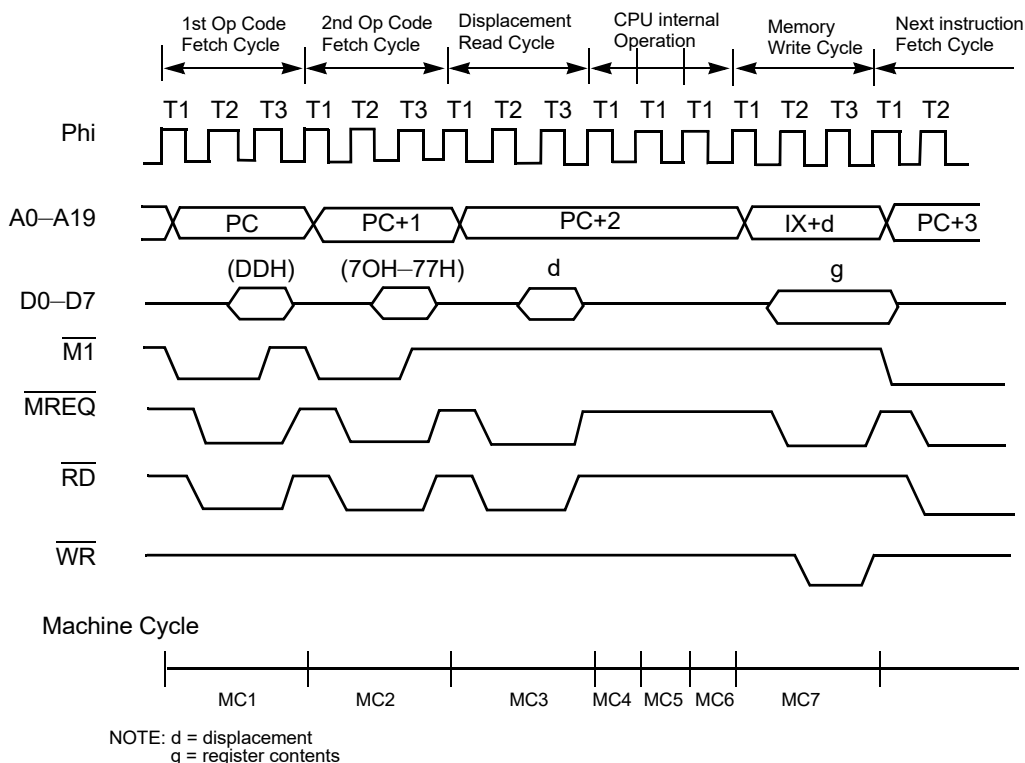 1st Op Code
Fetch Cycle
2nd Op Code
Fetch Cycle
Displacement
Read Cycle
CPU internal
Operation
Memory
Write Cycle
Next instruction
Fetch Cycle
T1 T2 T3 T1 T2 T3 T1 T2 T3 T1 T1 T1 T1 T2 T3 T1 T2
Phi
A0–A19 PC PC+1 PC+2 IX+d PC+3
(DDH) (7OH–77H) d g
D0–D7
M1
MREQ
RD
WR
Machine Cycle
MC1 MC2 MC3 MC4 MC5 MC6 MC7
NOTE: d = displacement
g = register contents